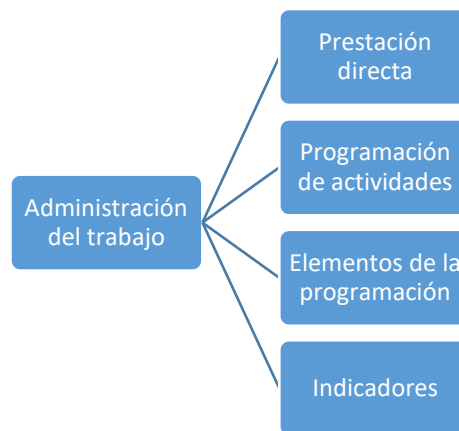 Administración
del trabajo
Prestación
directa
Programación
de actividades
Elementos de la
programación
Indicadores